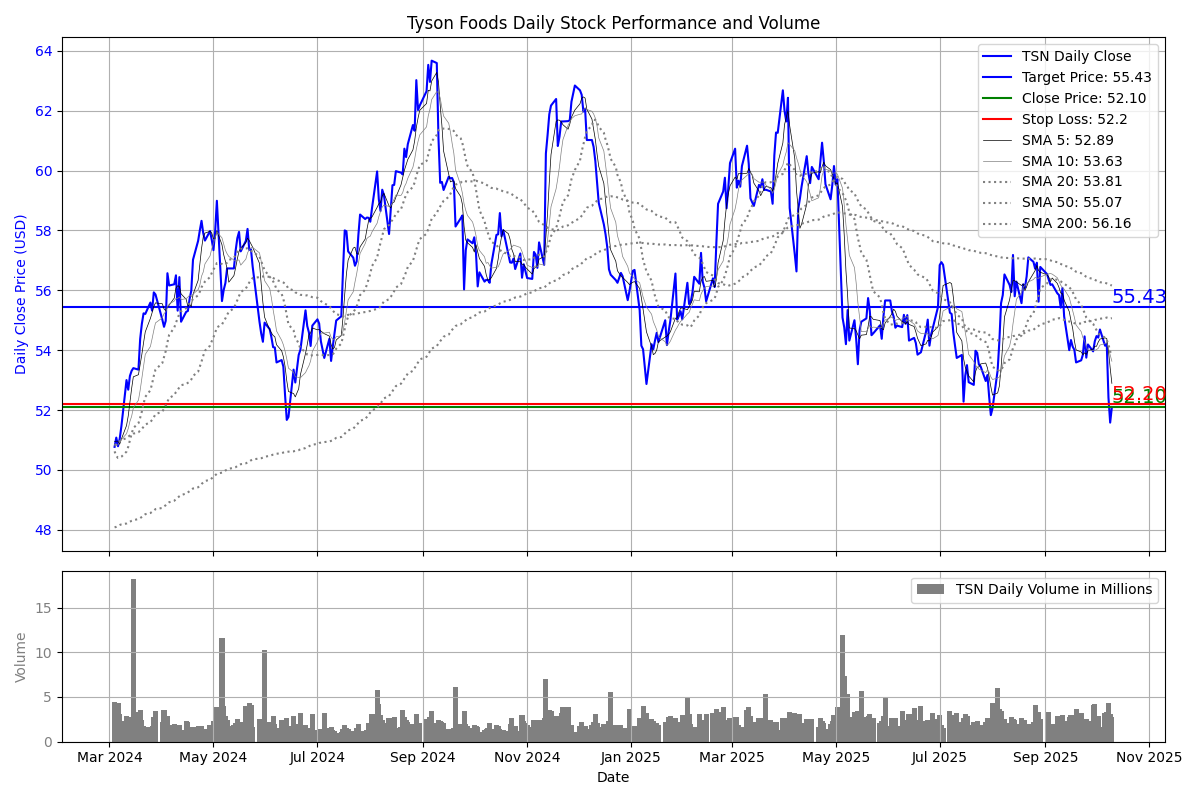 Tyson Foods Daily Stock Performance and Volume
Daily Close Price (USD)
64
62
60
58
56
54
52
50
48
TSN Daily Close
Target Price: 55.43
Close Price: 52.10
Stop Loss: 52.2
SMA 5: 52.89
SMA 10: 53.63
SMA 20: 53.81
SMA 50: 55.07
SMA 200: 56.16
55.43
52.20
52.10
Volume
15
10
5
0
TSN Daily Volume in Millions
Mar 2024 May 2024 Jul 2024 Sep 2024 Nov 2024 Jan 2025 Mar 2025 May 2025 Jul 2025 Sep 2025 Nov 2025
Date